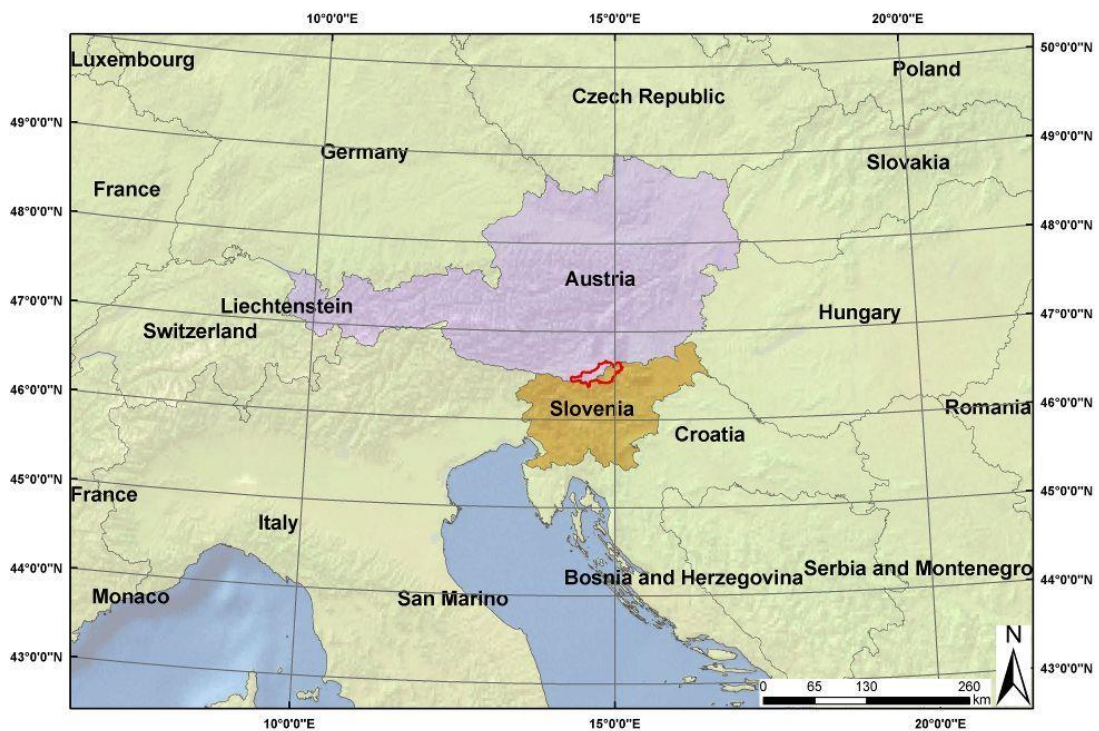 10°0'0"E 15°0'0"E 20°0'0"E
50°0'0"N
Luxembourg
Poland
Czech Republic
49°0'0"N
49°0'0"N
Germany
Slovakia
France
48°0'0"N
48°0'0"N
Austria
47°0'0"N
Liechtenstein
Hungary
47°0'0"N
Switzerland
46°0'0"N
Slovenia
Romania
46°0'0"N
Croatia
45°0'0"N
France
45°0'0"N
Italy
44°0'0"N
Bosnia and Herzegovina
Serbia and Montenegro
44°0'0"N
Monaco
San Marino
N
43°0'0"N
43°0'0"N
0 65 130 260
km
10°0'0"E 15°0'0"E 20°0'0"E